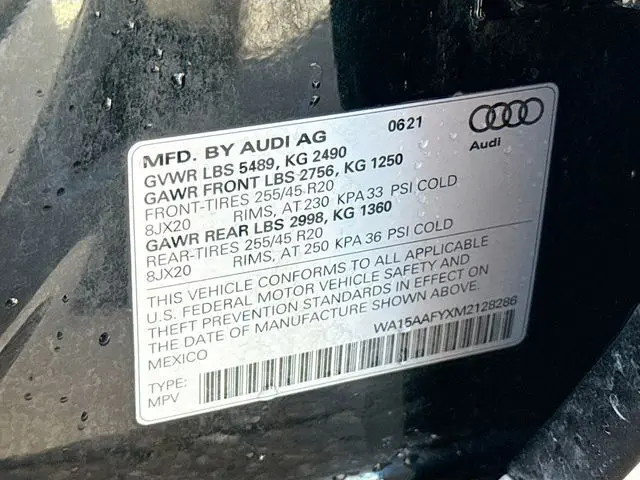 MFD. BY AUDI AG 0621
Audi
GVWR LBS 5489, KG 2490
GAWR FRONT LBS 2756, KG 1250
FRONT-TIRES 255/45 R20
8JX20 RIMS, AT 230 KPA 33 PSI COLD
GAWR REAR LBS 2998, KG 1360
REAR-TIRES 255/45 R20
8JX20 RIMS, AT 250 KPA 36 PSI COLD
THIS VEHICLE CONFORMS TO ALL APPLICABLE
U.S. FEDERAL MOTOR VEHICLE SAFETY AND
THEFT PREVENTION STANDARDS IN EFFECT ON
THE DATE OF MANUFACTURE SHOWN ABOVE.
MEXICO
WA15AAFYXM2128286
TYPE:
MPV